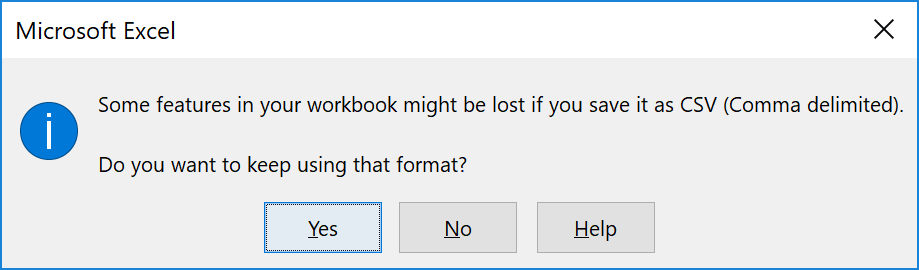 Microsoft Excel
Some features in your workbook might be lost if you save it as CSV (Comma delimited).
Do you want to keep using that format?
Yes No Help